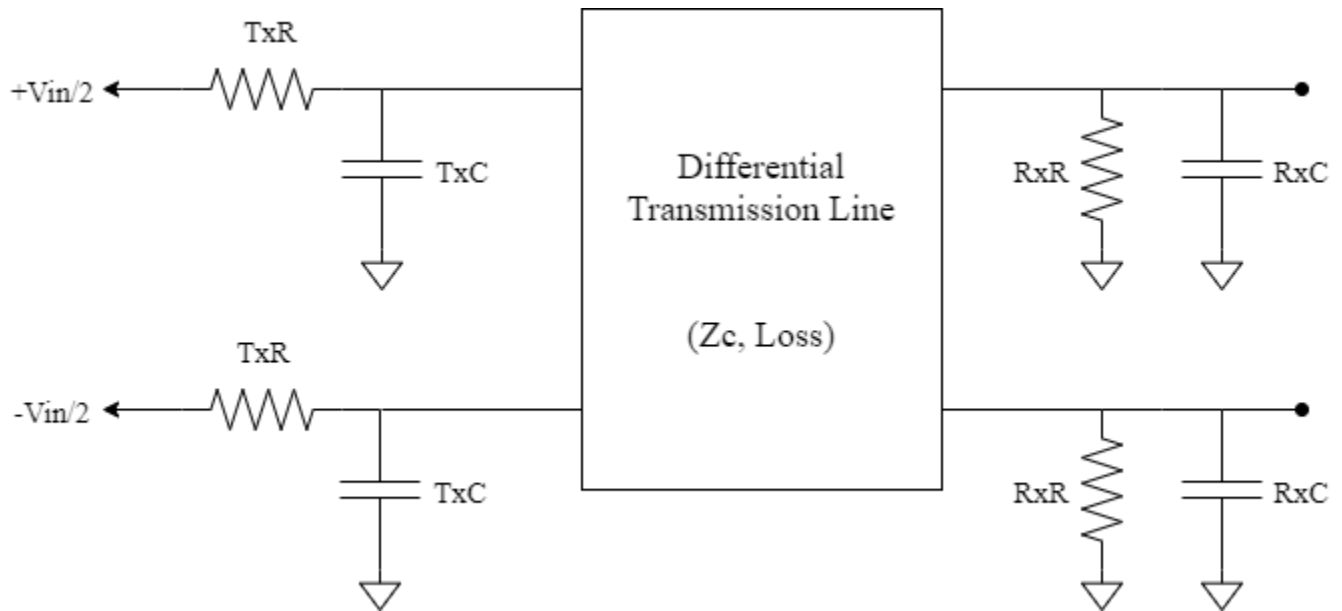 TxR
+Vin/2
TxC
Differential
Transmission Line
RxR
RxC
(Zc, Loss)
TxR
-Vin/2
TxC
RxR
RxC